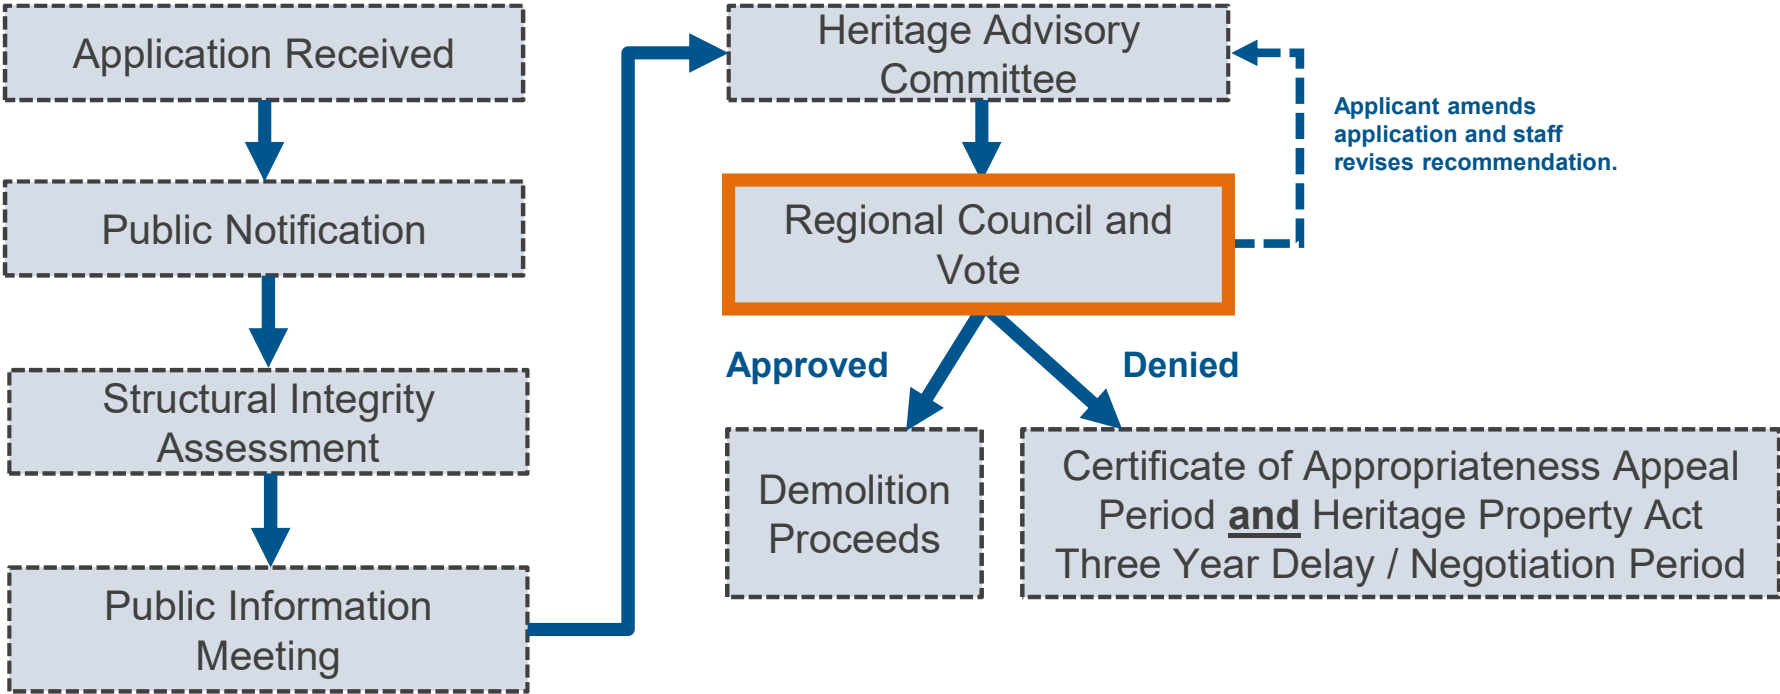 Application Received
Public Notification
Structural Integrity
Assessment
Public Information
Meeting
Heritage Advisory
Committee
Applicant amends
application and staff
revises recommendation.
Regional Council and
Vote
Approved
Denied
Demolition
Proceeds
Certificate of Appropriateness Appeal
Period and Heritage Property Act
Three Year Delay / Negotiation Period